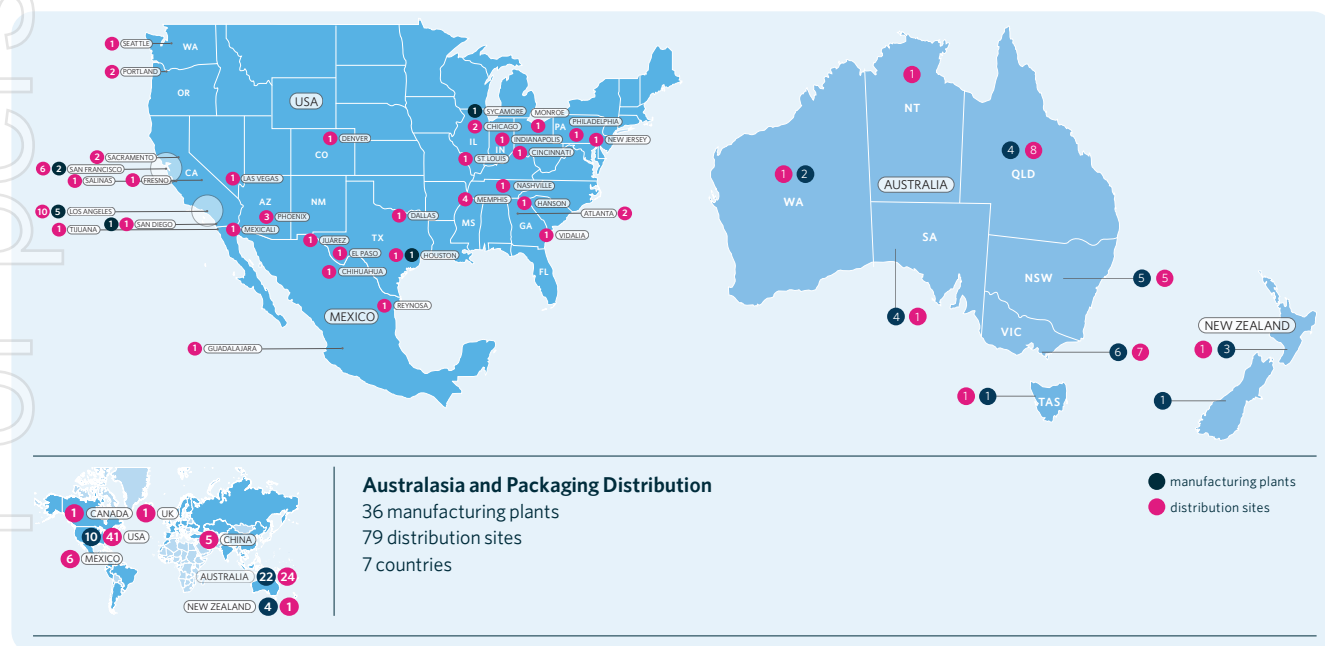 1 SEATTLE
WA
2 PORTLAND
OR
USA
1 SYCAMORE
MONROE
1
2 CHICAGO
PA
PHILADELPHIA
1
1 NEW JERSEY
IL
IN
1 INDIANAPOLIS
1 CINCINNATI
1 ST LOUIS
1 DENVER
CO
2 SACRAMENTO
6 2 SAN FRANCISCO
CA
1 SALINAS
1 FRESNO
1 LAS VEGAS
1 NASHVILLE
4 MEMPHIS
1 HANSON
ATLANTA 2
AZ
NM
3 PHOENIX
1 DALLAS
MS
GA
10 5 LOS ANGELES
1 1 SAN DIEGO
1 TIJUANA
1 MEXICALI
1 VIDALIA
TX
1 JUÁREZ
1 EL PASO
1 1 HOUSTON
1 CHIHUAHUA
FL
1 REYNOSA
MEXICO
1 GUADALAJARA
1
NT
4 8
QLD
1 2
WA
AUSTRALIA
SA
NSW
5 5
4 1
VIC
6 7
NEW ZEALAND
1 3
1 1
TAS
1
1 CANADA
1 UK
10 41 USA
5 CHINA
6 MEXICO
AUSTRALIA 22 24
NEW ZEALAND 4 1
Australasia and Packaging Distribution
36 manufacturing plants
79 distribution sites
7 countries
manufacturing plants
distribution sites